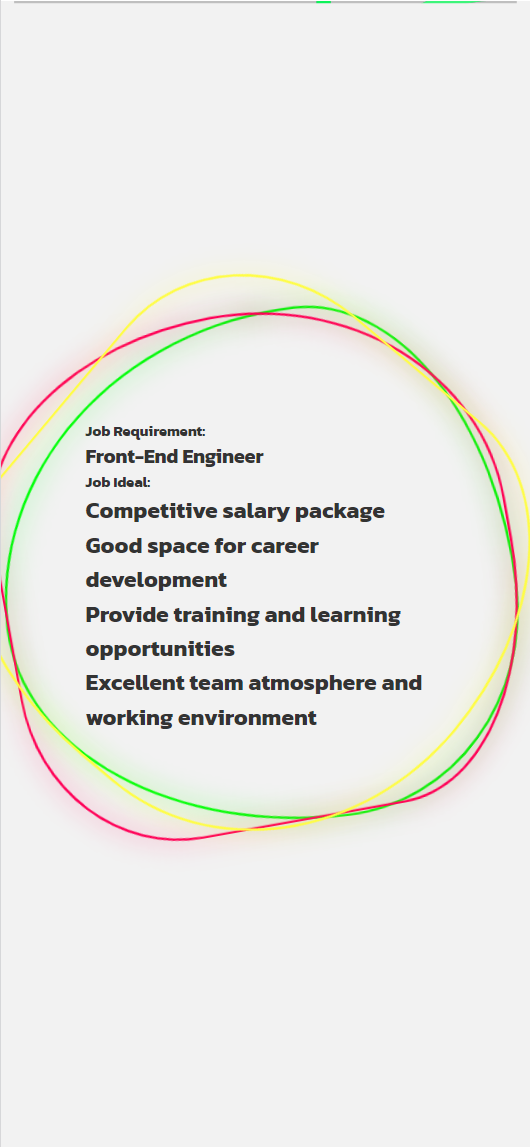 Job Requirement:
Front-End Engineer
Job Ideal:
Competitive salary package
Good space for career
development
Provide training and learning
opportunities
Excellent team atmosphere and
working environment